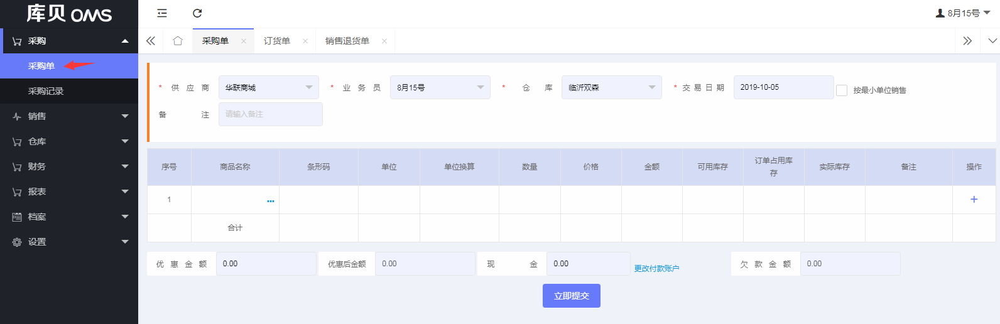 库贝 OMS
8月15号
采购
采购单
采购记录
销售
仓库
财务
报表
档案
设置
采购单
订货单
销售退货单
* 供应商 华联商城 * 业务员 8月15号 * 仓库 临沂双森 * 交易日期 2019-10-05 按最小单位销售
备注 请输入备注
序号 商品名称 条形码 单位 单位换算 数量 价格 金额 可用库存 订单占用库存 实际库存 备注 操作
1 ... +
合计
优惠金额 0.00 优惠后金额 0.00 现金 0.00 更改付款账户 欠款金额 0.00
立即提交